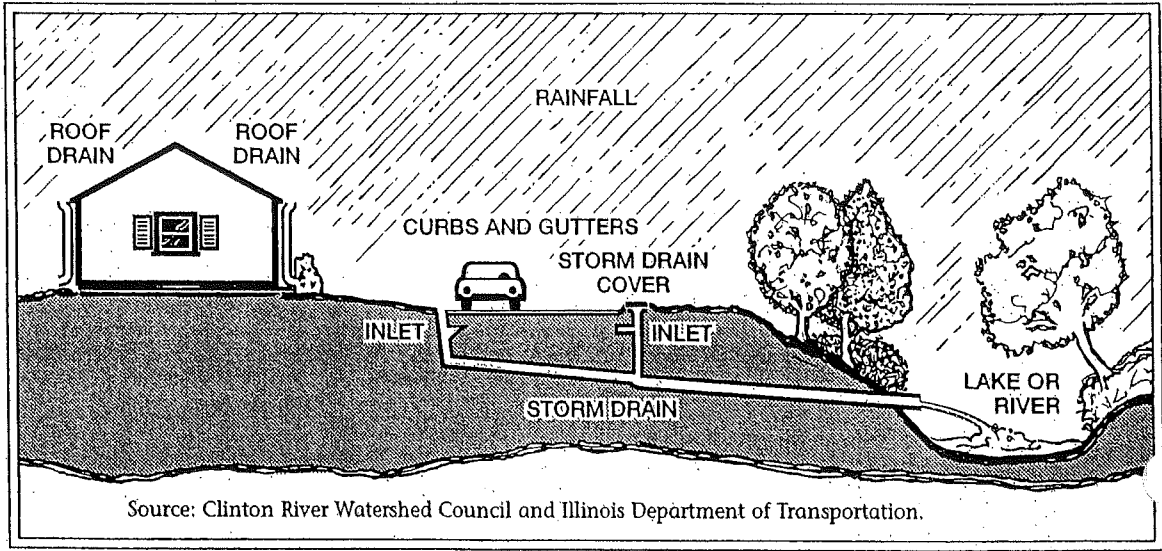 RAINFALL
ROOF
DRAIN
ROOF
DRAIN
CURBS AND GUTTERS
STORM DRAIN
COVER
INLET
INLET
STORM DRAIN
LAKE OR
RIVER
Source: Clinton River Watershed Council and Illinois Department of Transportation.